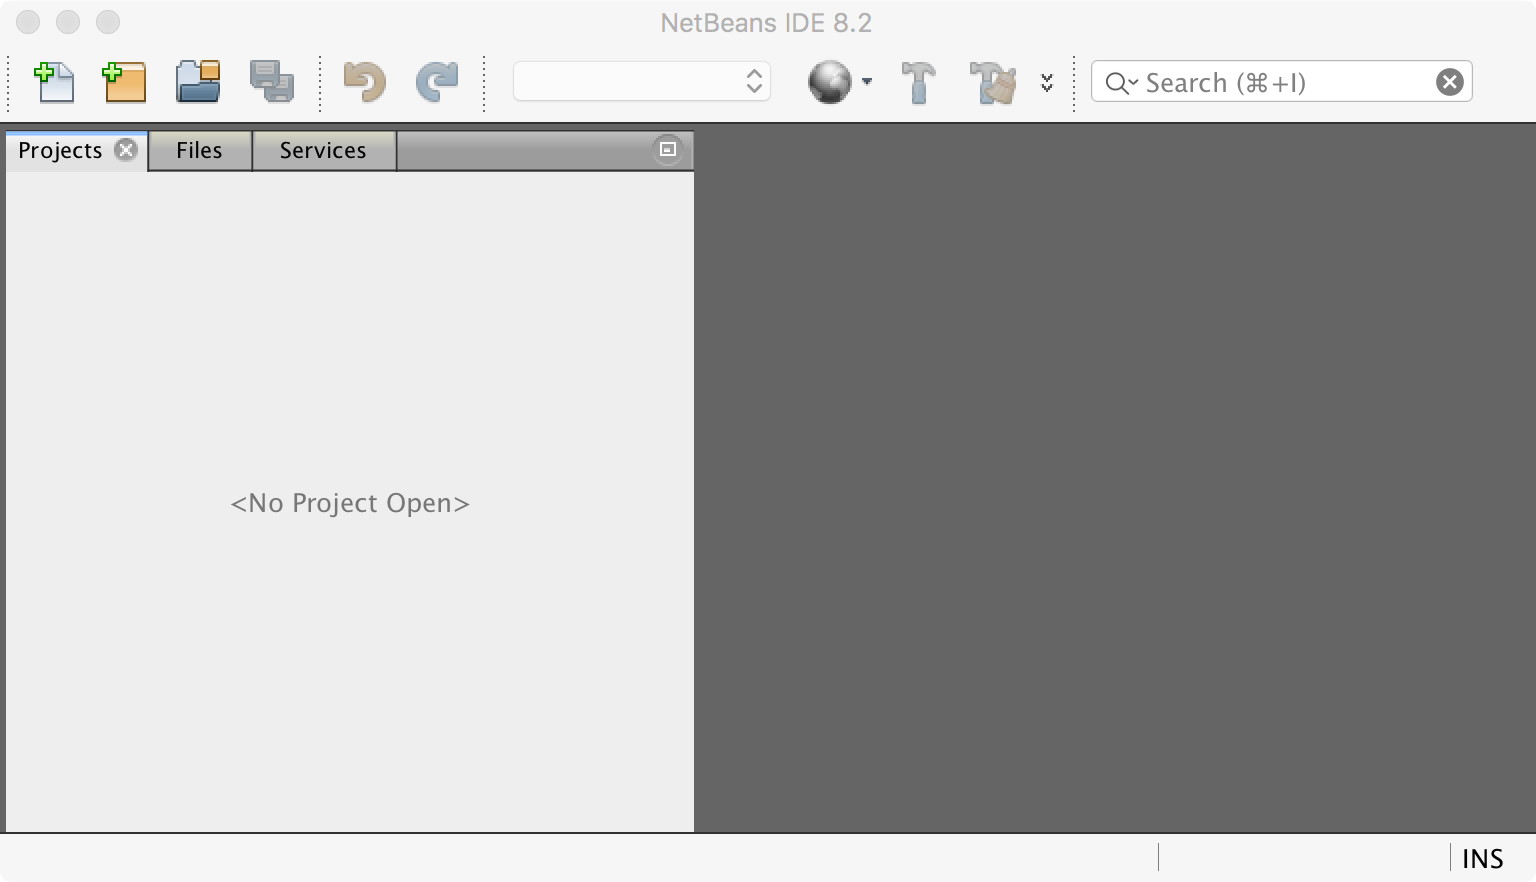 NetBeans IDE 8.2
Search (⌘+I)
Projects Files Services
<No Project Open>
INS